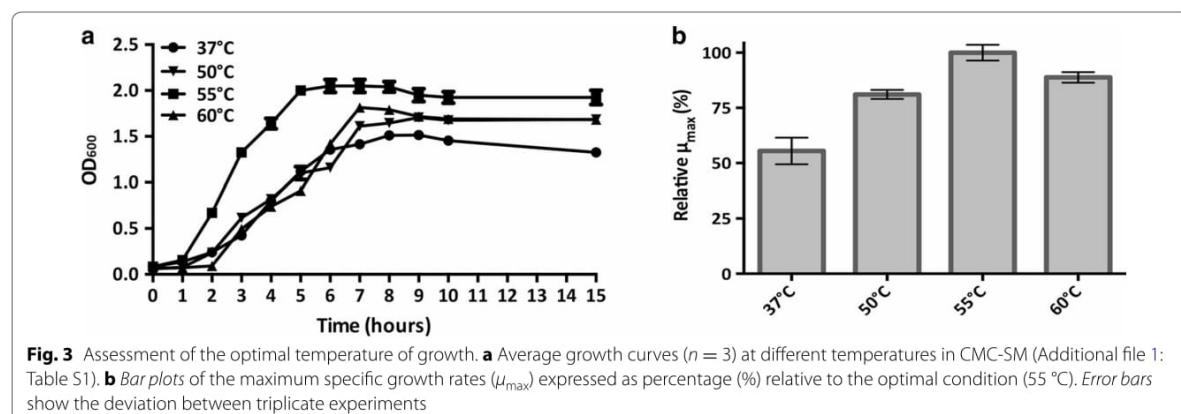 a
2.5
2.0
1.5
1.0
0.5
0.0
OD600
37°C
50°C
55°C
60°C
0 1 2 3 4 5 6 7 8 9 10 11 12 13 14 15
Time (hours)
b
100
75
50
25
0
Relative μmax (%)
37°C 50°C 55°C 60°C
Fig. 3 Assessment of the optimal temperature of growth. a Average growth curves (n = 3) at different temperatures in CMC-SM (Additional file 1:
Table S1). b Bar plots of the maximum specific growth rates (μmax) expressed as percentage (%) relative to the optimal condition (55 °C). Error bars
show the deviation between triplicate experiments